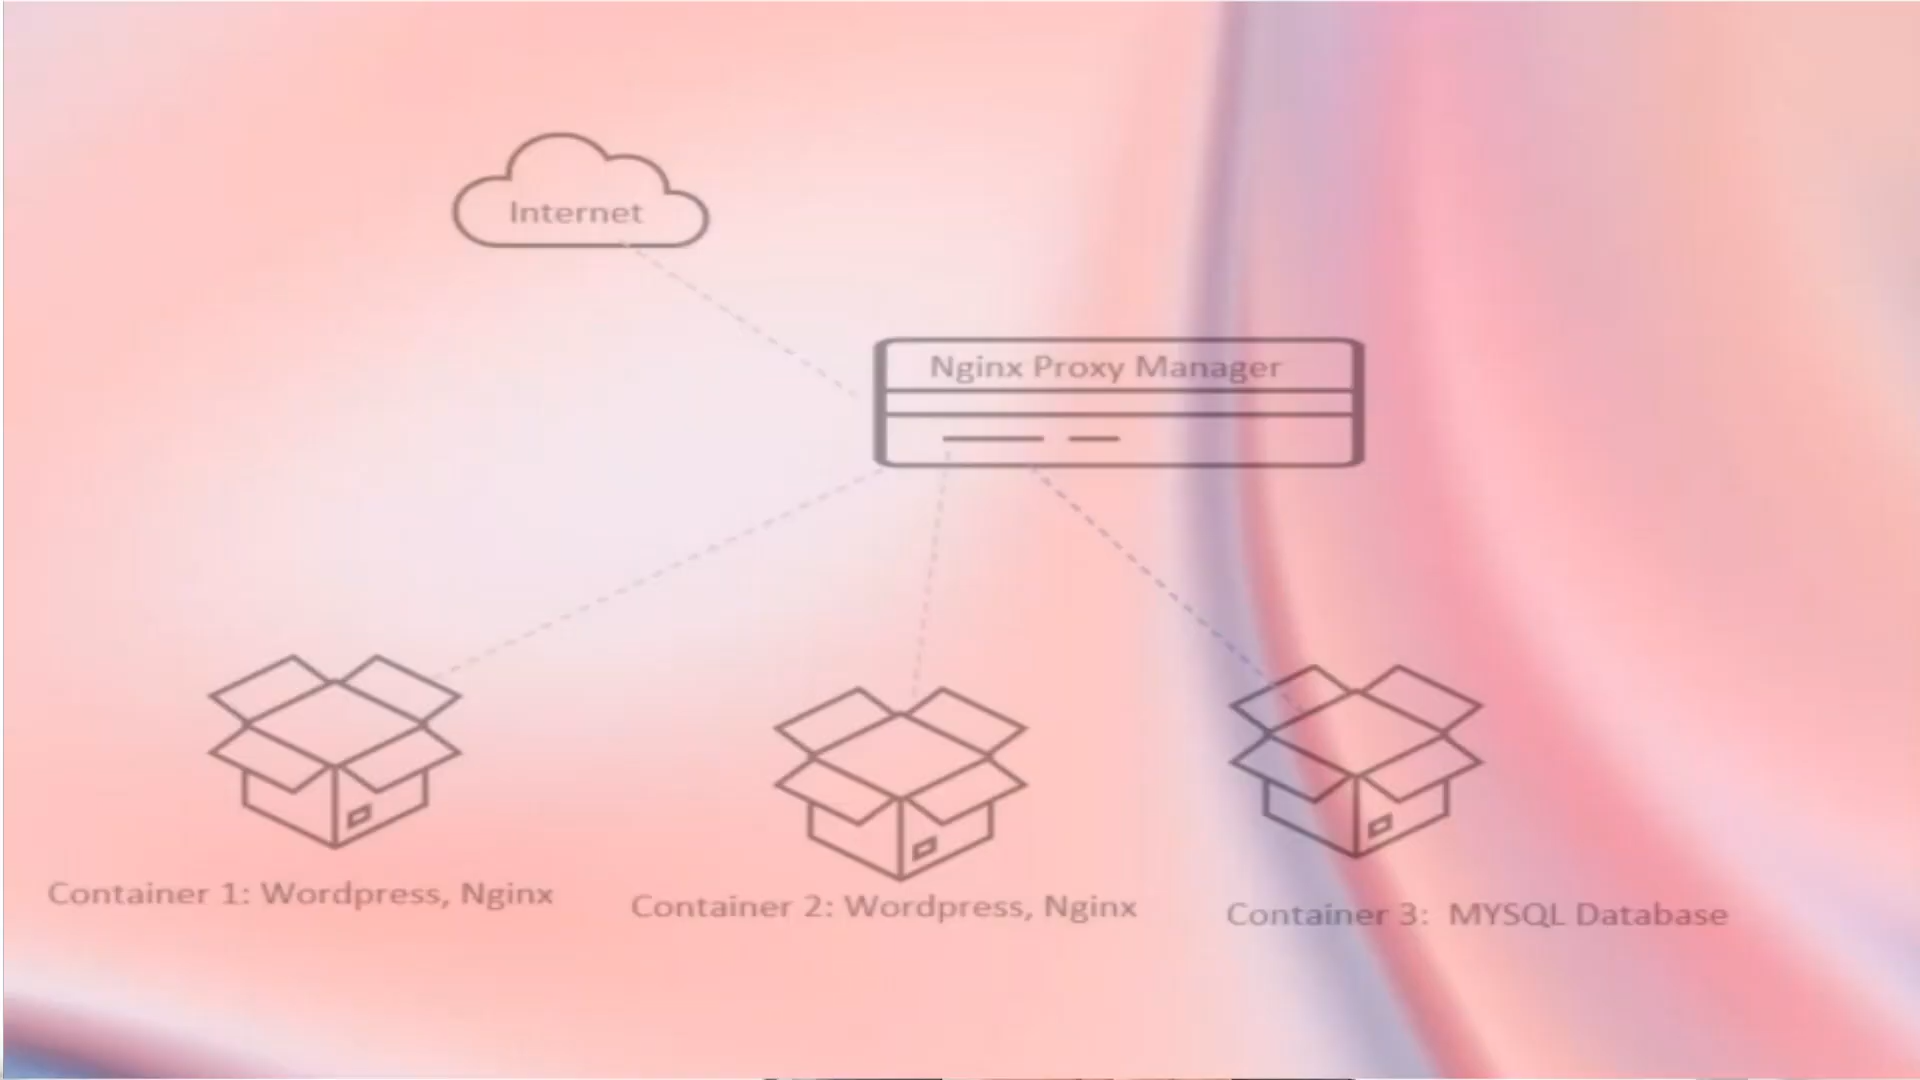 Internet
Nginx Proxy Manager
Container 1: Wordpress, Nginx
Container 2: Wordpress, Nginx
Container 3:  MYSQL Database